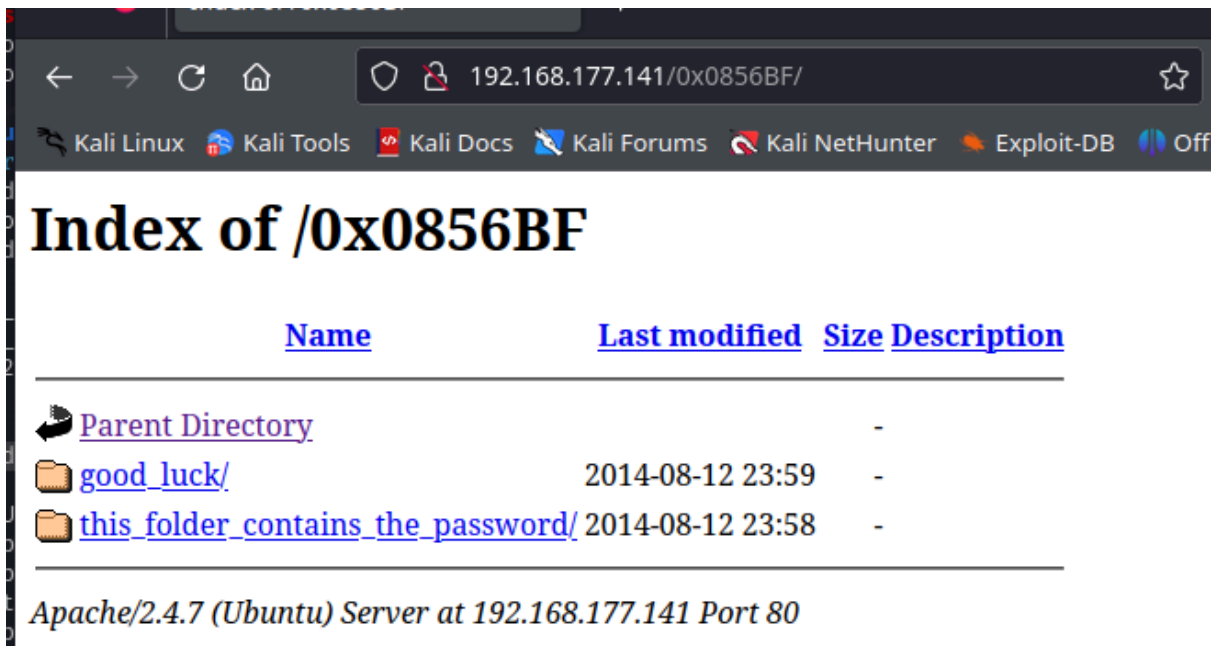 192.168.177.141/0x0856BF/
Kali Linux Kali Tools Kali Docs Kali Forums Kali NetHunter Exploit-DB Off
Index of /0x0856BF
Name Last modified Size Description
Parent Directory -
good_luck/ 2014-08-12 23:59 -
this_folder_contains_the_password/ 2014-08-12 23:58 -
Apache/2.4.7 (Ubuntu) Server at 192.168.177.141 Port 80